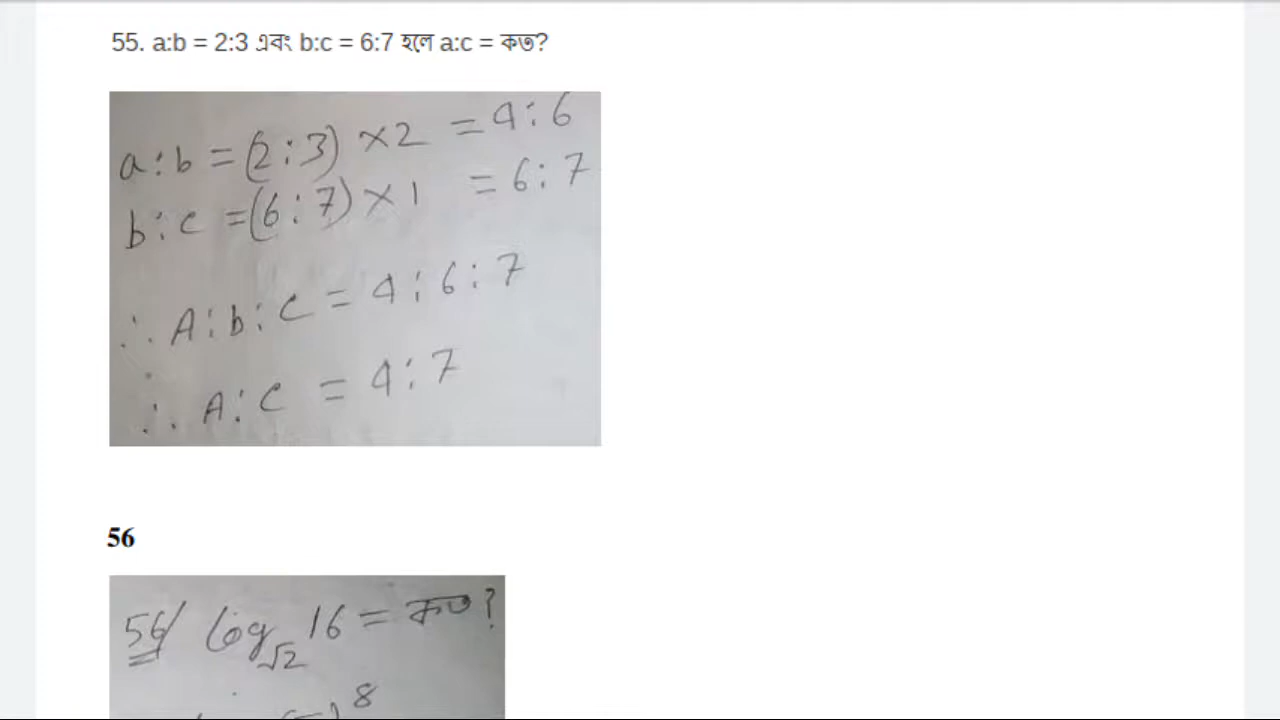 55. a:b = 2:3 এবং b:c = 6:7 হলে a:c = কত?
a:b = (2:3) ×2 = 4:6
b:c = (6:7) ×1 = 6:7
∴ A:b:c = 4:6:7
∴ A:c = 4:7
56
56/ log√2 16 = কত?
8